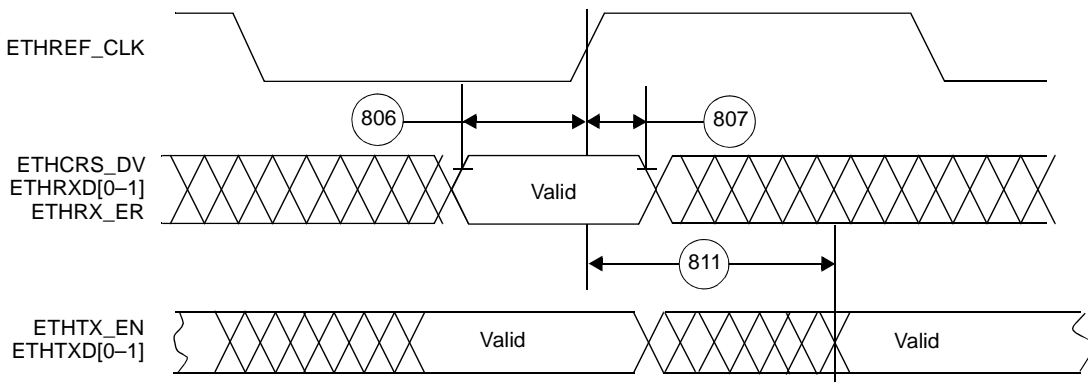 ETHREF_CLK
806
807
ETHCRS_DV
ETHRXD[0–1]
ETHRX_ER
Valid
811
ETHTX_EN
ETHTXD[0–1]
Valid
Valid